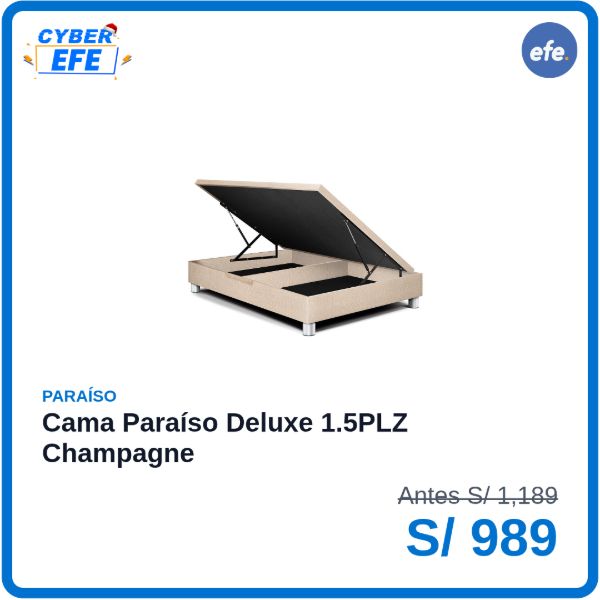 CYBER
EFE
efe.
PARAÍSO
Cama Paraíso Deluxe 1.5PLZ
Champagne
Antes S/ 1,189
S/ 989